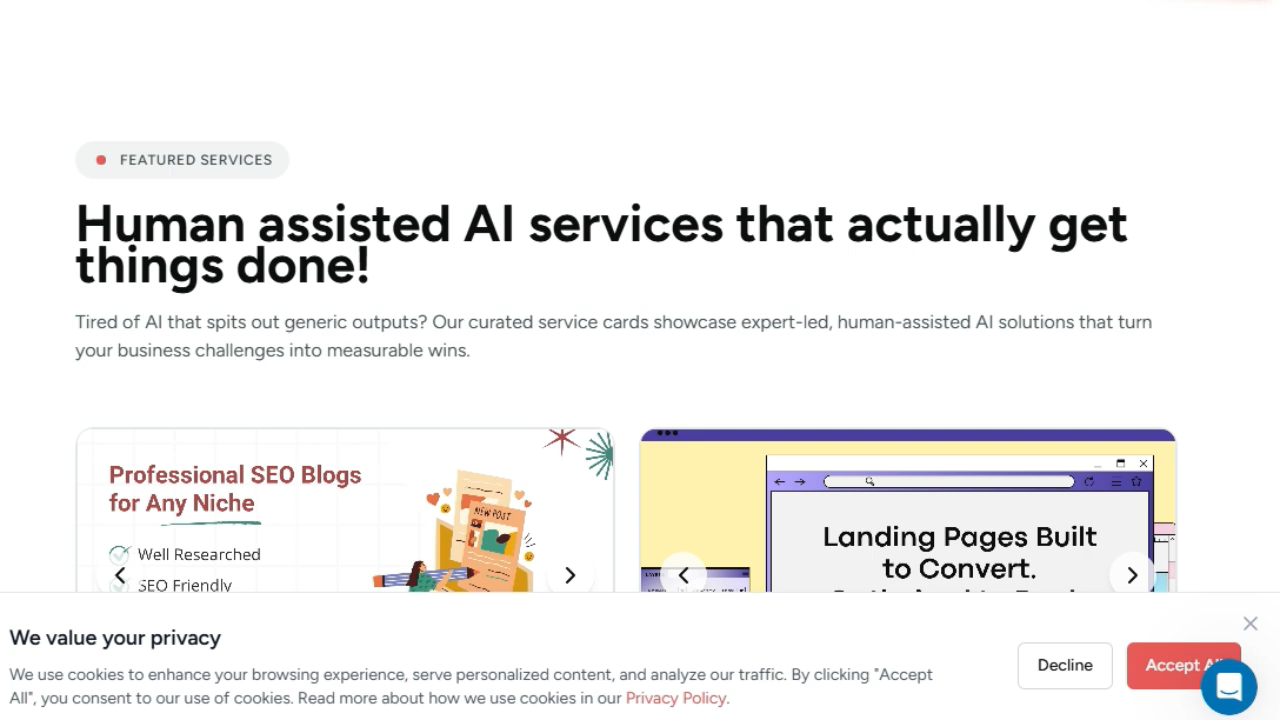 FEATURED SERVICES
Human assisted AI services that actually get
things done!
Tired of AI that spits out generic outputs? Our curated service cards showcase expert-led, human-assisted AI solutions that turn
your business challenges into measurable wins.
Professional SEO Blogs
for Any Niche
Well Researched
SEO Friendly
NEW POST
Landing Pages Built
to Convert.
We value your privacy
We use cookies to enhance your browsing experience, serve personalized content, and analyze our traffic. By clicking "Accept
All", you consent to our use of cookies. Read more about how we use cookies in our Privacy Policy.
Decline
Accept